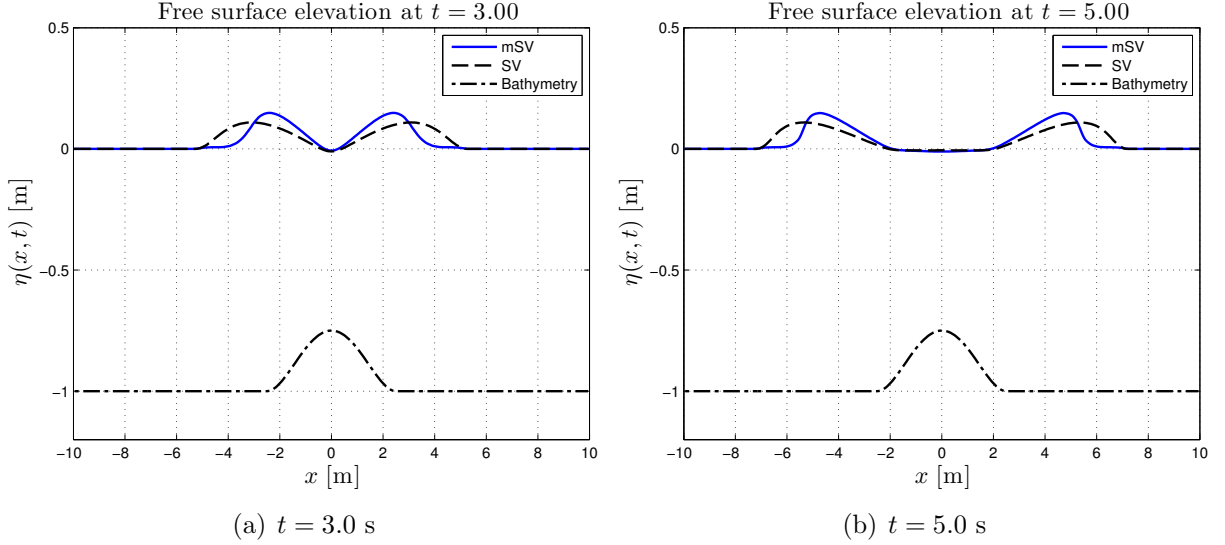 Free surface elevation at t = 3.00
0.5
0
−0.5
−1
η(x, t) [m]
mSV
SV
Bathymetry
−10 −8 −6 −4 −2 0 2 4 6 8 10
x [m]
(a) t = 3.0 s
Free surface elevation at t = 5.00
0.5
0
−0.5
−1
η(x, t) [m]
mSV
SV
Bathymetry
−10 −8 −6 −4 −2 0 2 4 6 8 10
x [m]
(b) t = 5.0 s